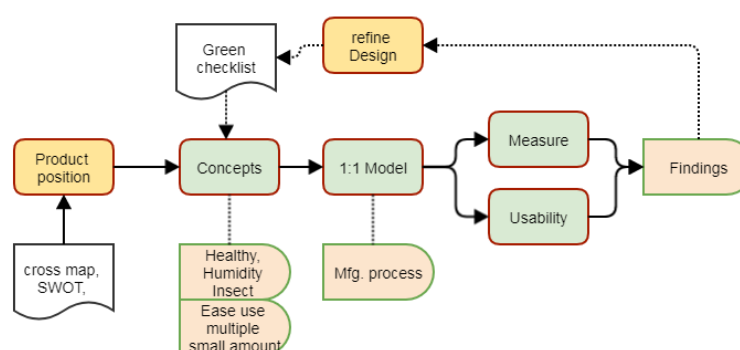 refine
Design
Green
checklist
Product
position
Concepts
1:1 Model
Measure
Usability
Findings
cross map,
SWOT,
Healthy,
Humidity
Insect
Ease use
multiple
small amount
Mfg. process